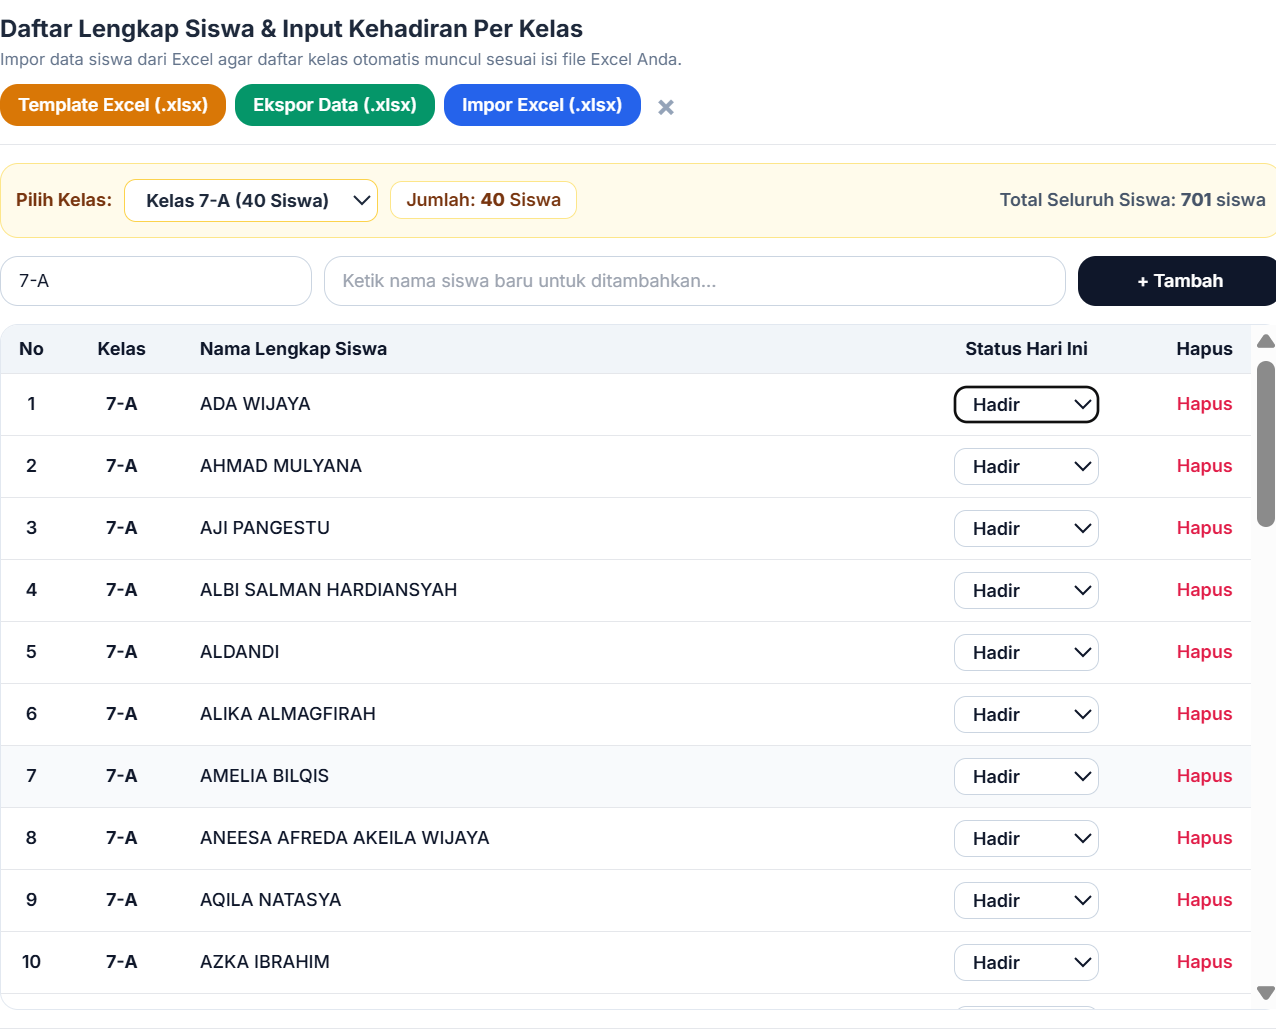 Daftar Lengkap Siswa & Input Kehadiran Per Kelas
Impor data siswa dari Excel agar daftar kelas otomatis muncul sesuai isi file Excel Anda.
Template Excel (.xlsx) Ekspor Data (.xlsx) Impor Excel (.xlsx) ×
Pilih Kelas: Kelas 7-A (40 Siswa) Jumlah: 40 Siswa Total Seluruh Siswa: 701 siswa
7-A Ketik nama siswa baru untuk ditambahkan... + Tambah
No Kelas Nama Lengkap Siswa Status Hari Ini Hapus
1 7-A ADA WIJAYA Hadir Hapus
2 7-A AHMAD MULYANA Hadir Hapus
3 7-A AJI PANGESTU Hadir Hapus
4 7-A ALBI SALMAN HARDIANSYAH Hadir Hapus
5 7-A ALDANDI Hadir Hapus
6 7-A ALIKA ALMAGFIRAH Hadir Hapus
7 7-A AMELIA BILQIS Hadir Hapus
8 7-A ANEESA AFREDA AKEILA WIJAYA Hadir Hapus
9 7-A AQILA NATASYA Hadir Hapus
10 7-A AZKA IBRAHIM Hadir Hapus